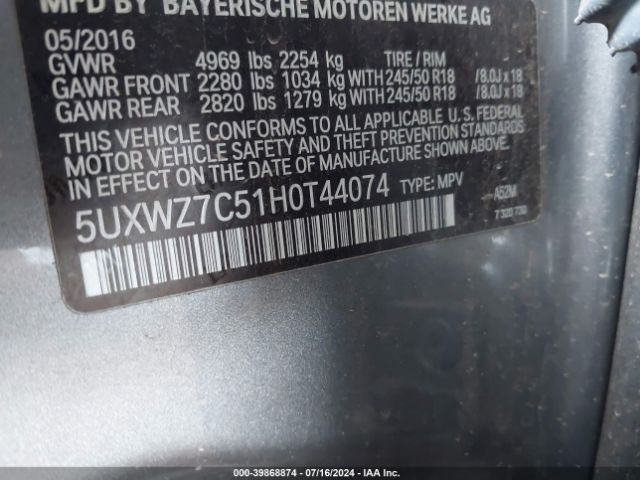 MFD BY BAYERISCHE MOTOREN WERKE AG
05/2016
GVWR 4969 lbs 2254 kg TIRE / RIM
GAWR FRONT 2280 lbs 1034 kg WITH 245/50 R18 /8.0J x 18
GAWR REAR 2820 lbs 1279 kg WITH 245/50 R18 /8.0J x 18
THIS VEHICLE CONFORMS TO ALL APPLICABLE U. S. FEDERAL
MOTOR VEHICLE SAFETY AND THEFT PREVENTION STANDARDS
IN EFFECT ON THE DATE OF MANUFACTURE SHOWN ABOVE.
5UXWZ7C51H0T44074 TYPE: MPV A52M
T 320 730
000-39868874 / 07/16/2024 / IAA Inc.